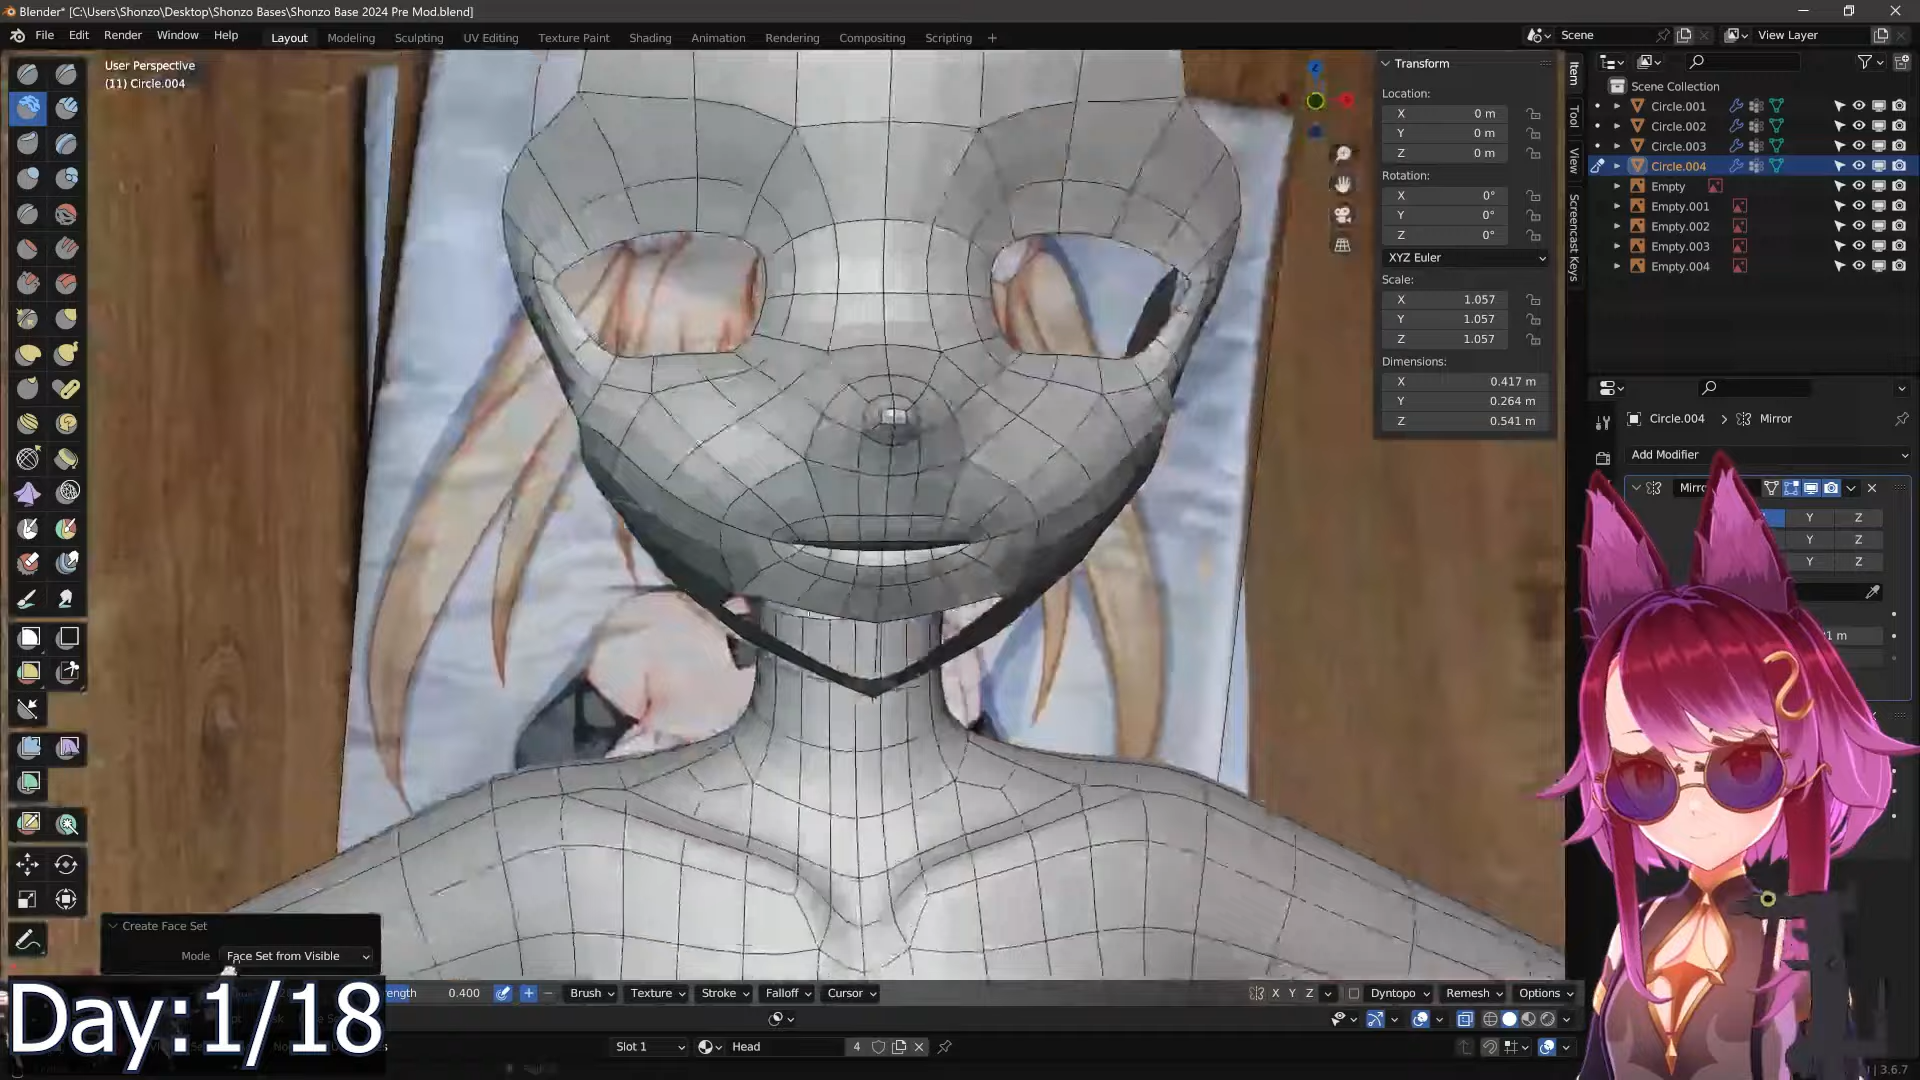 Blender* [C:\Users\Shonzo\Desktop\Shonzo Bases\Shonzo Base 2024 Pre Mod.blend]
File Edit Render Window Help
Layout Modeling Sculpting UV Editing Texture Paint Shading Animation Rendering Compositing Scripting +
Scene
View Layer
User Perspective
(11) Circle.004
Transform
Location:
X 0 m
Y 0 m
Z 0 m
Rotation:
X 0°
Y 0°
Z 0°
XYZ Euler
Scale:
X 1.057
Y 1.057
Z 1.057
Dimensions:
X 0.417 m
Y 0.264 m
Z 0.541 m
Item
Tool
View
Screencast Keys
Z
Scene Collection
Circle.001
Circle.002
Circle.003
Circle.004
Empty
Empty.001
Empty.002
Empty.003
Empty.004
Circle.004 > Mirror
Add Modifier
Y Z
Y Z
Y Z
1 m
Create Face Set
Mode Face Set from Visible
0.400
Brush Texture Stroke Falloff Cursor
X Y Z
Dyntopo Remesh Options
Slot 1
Head
4
3.6.7
Day:1/18